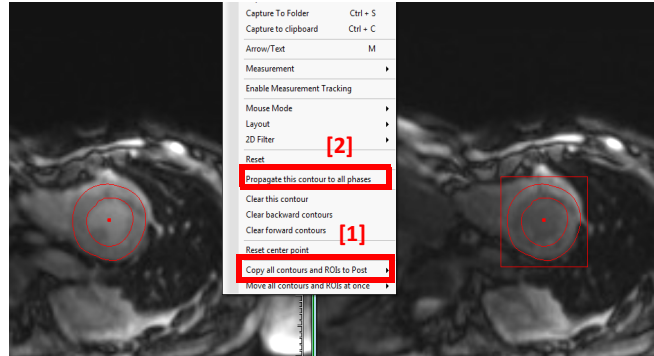 Capture To Folder Ctrl + S
Capture to clipboard Ctrl + C
Arrow/Text M
Measurement
Enable Measurement Tracking
Mouse Mode
Layout
2D Filter
[2]
Reset
Propagate this contour to all phases
Clear this contour
Clear backward contours
Clear forward contours
[1]
Reset center point
Copy all contours and ROIs to Post
Move all contours and ROIs at once